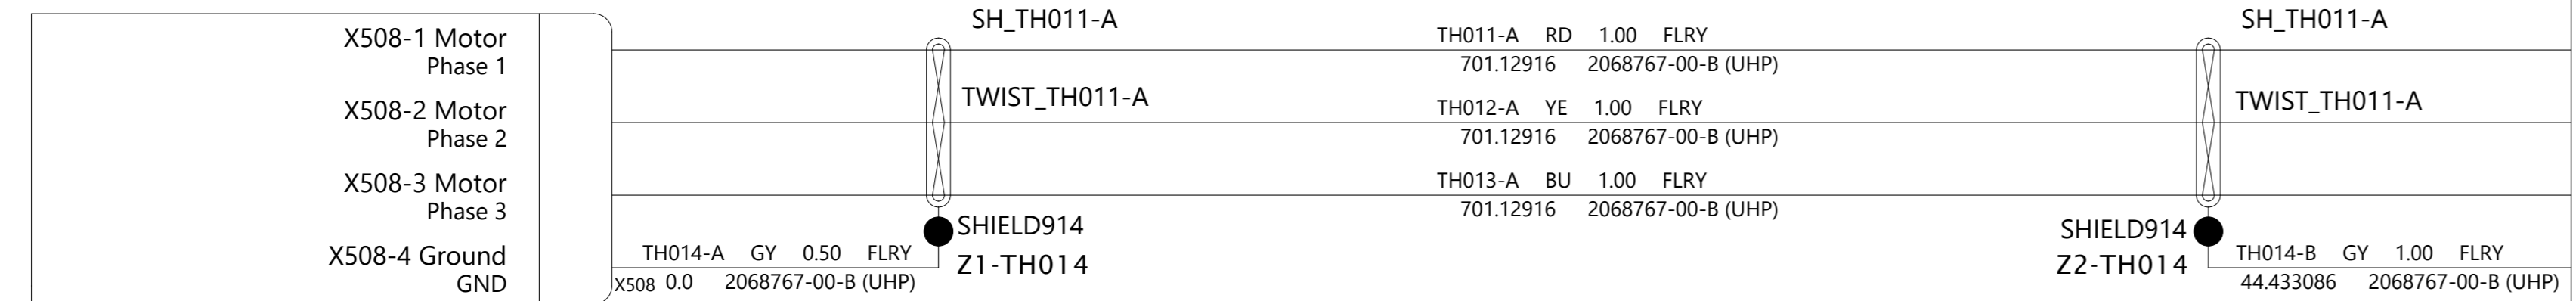 SH_TH011-A
SH_TH011-A
X508-1 Motor
Phase 1
TH011-A RD 1.00 FLRY
701.12916 2068767-00-B (UHP)
TWIST_TH011-A
TWIST_TH011-A
X508-2 Motor
Phase 2
TH012-A YE 1.00 FLRY
701.12916 2068767-00-B (UHP)
X508-3 Motor
Phase 3
TH013-A BU 1.00 FLRY
701.12916 2068767-00-B (UHP)
SHIELD914
Z1-TH014
SHIELD914
Z2-TH014
X508-4 Ground
GND
TH014-A GY 0.50 FLRY
X508 0.0 2068767-00-B (UHP)
TH014-B GY 1.00 FLRY
44.433086 2068767-00-B (UHP)